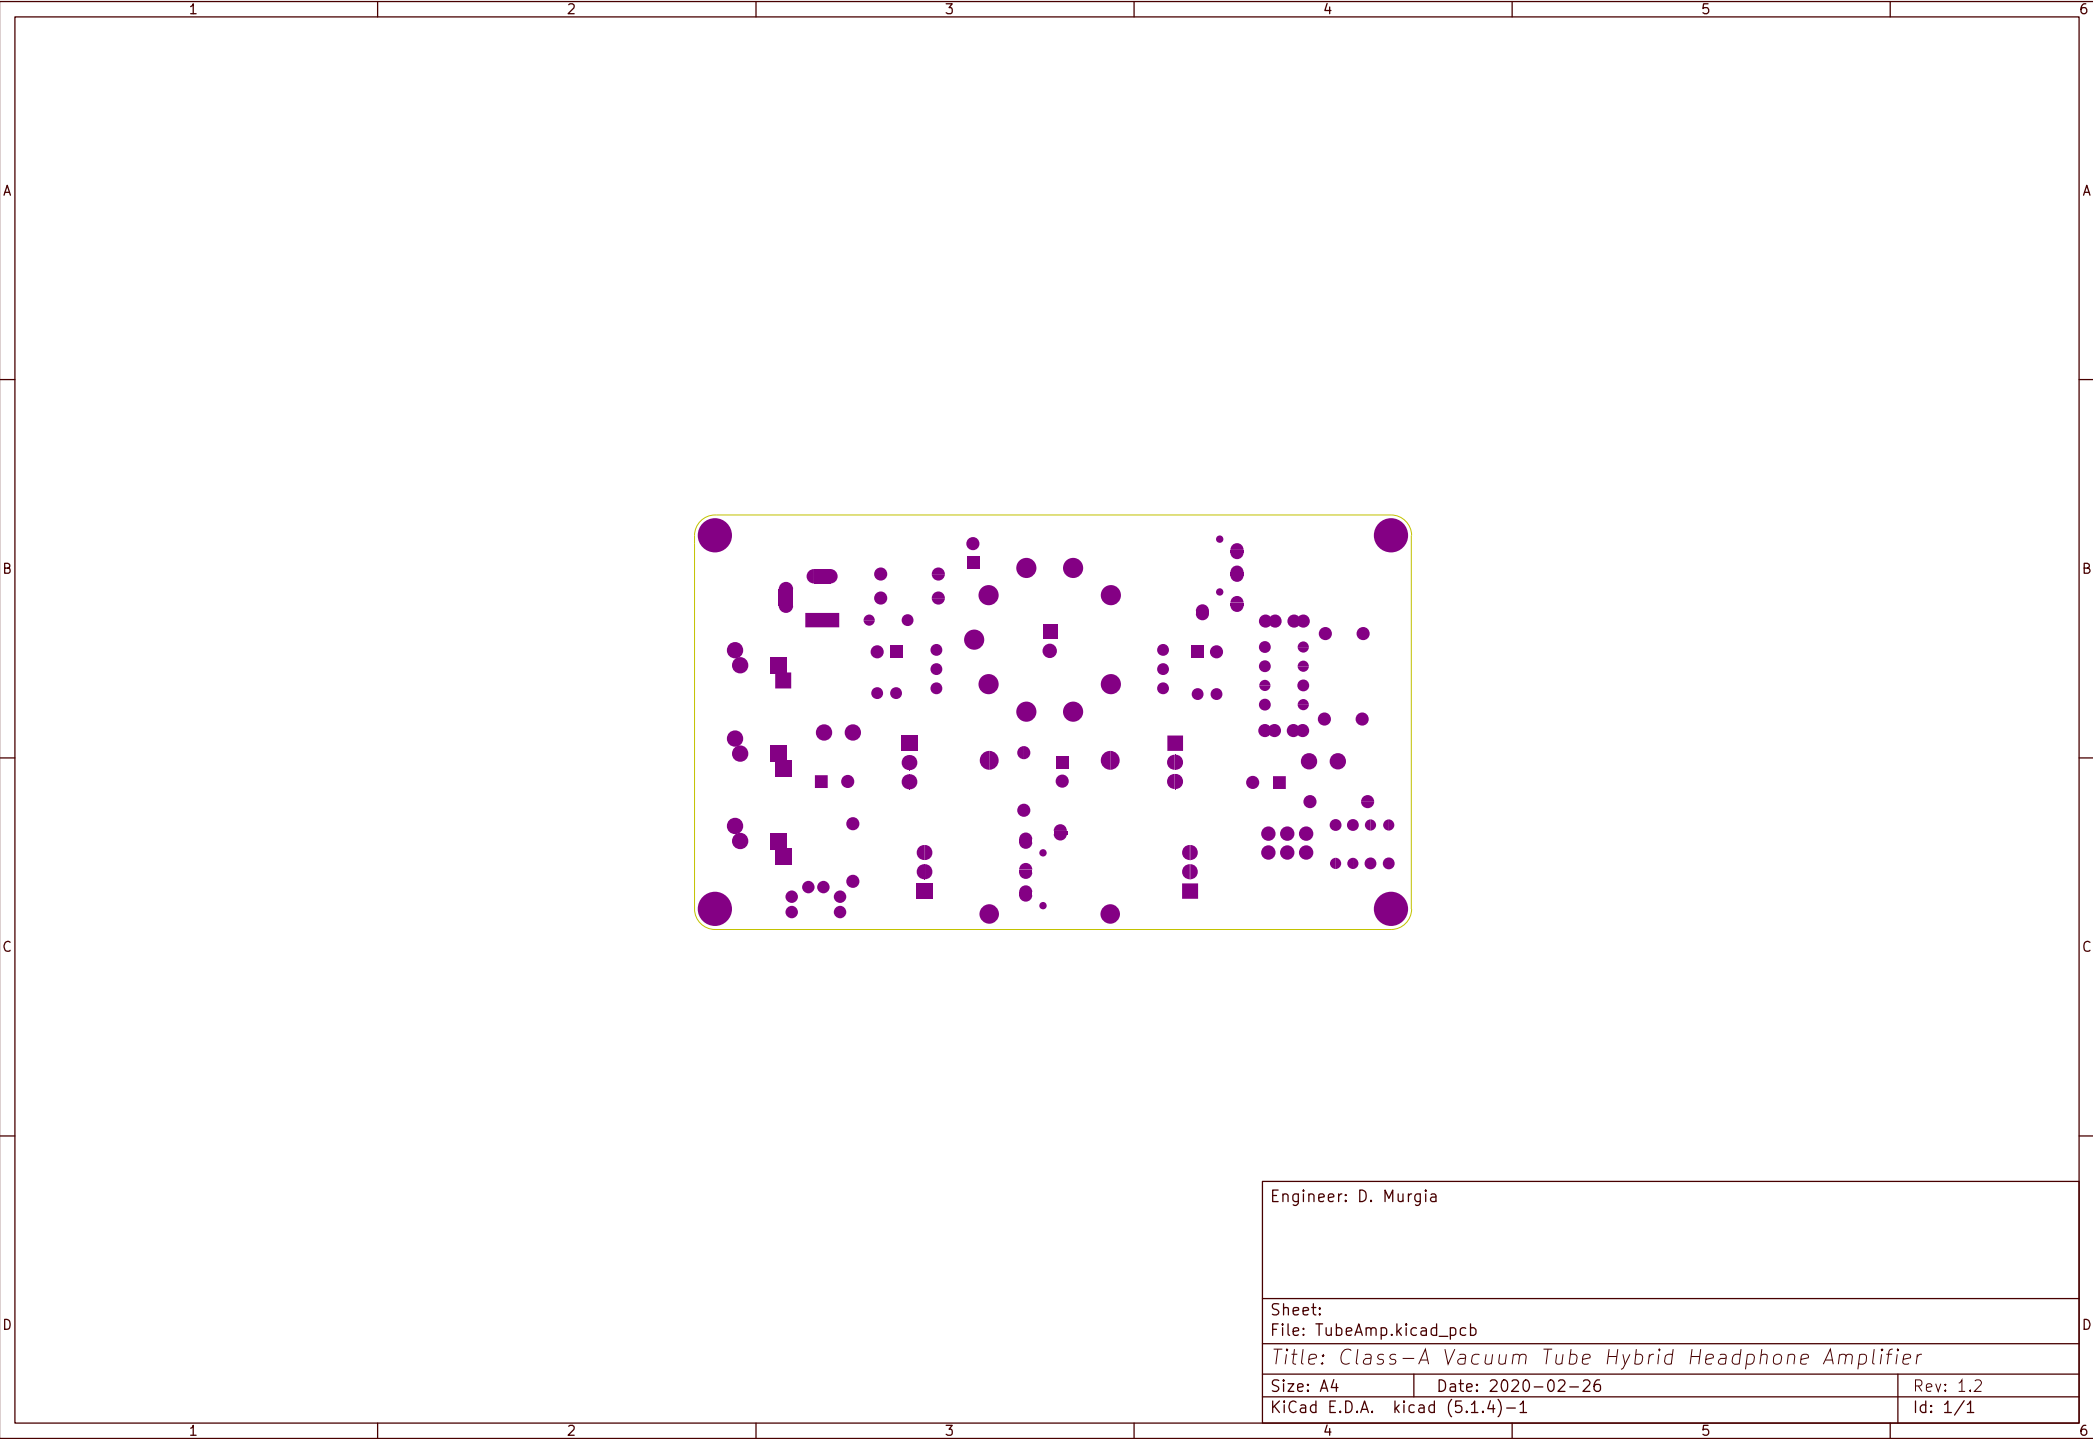 1 2 3 4 5 6
A A
B B
C C
D D
Engineer: D. Murgia
Sheet:
File: TubeAmp.kicad_pcb
Title: Class-A Vacuum Tube Hybrid Headphone Amplifier
Size: A4 Date: 2020-02-26 Rev: 1.2
KiCad E.D.A. kicad (5.1.4)-1 Id: 1/1
1 2 3 4 5 6